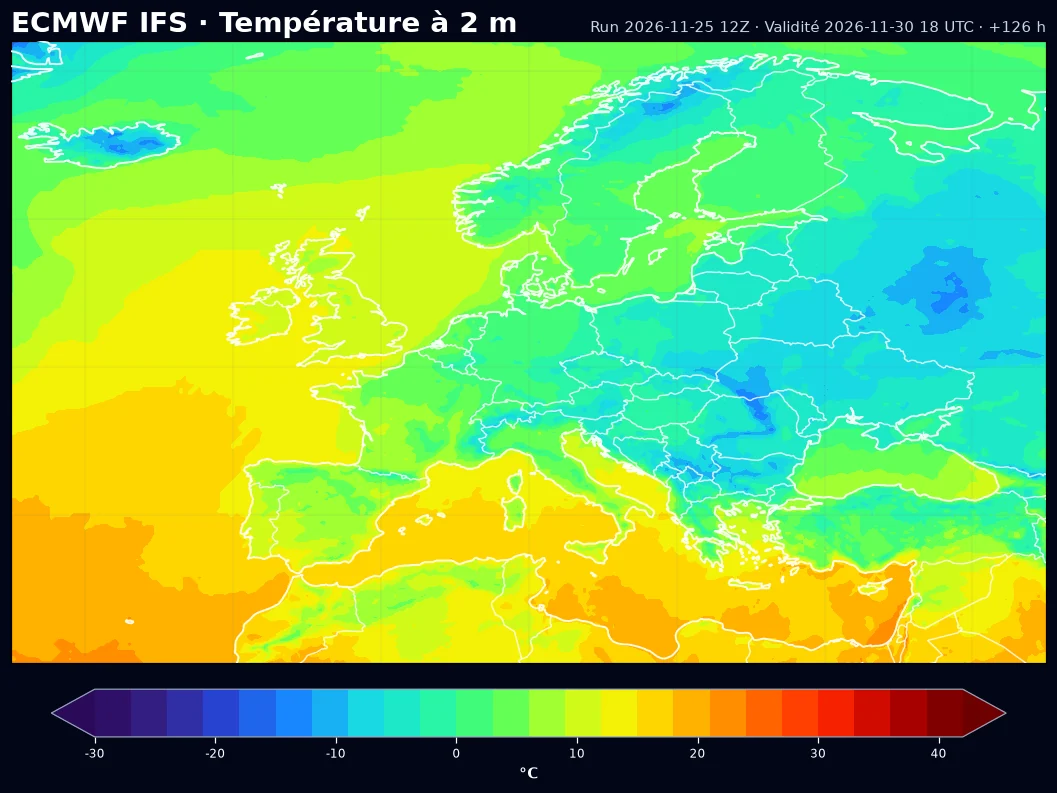 ECMWF IFS · Température à 2 m
Run 2026-11-25 12Z · Validité 2026-11-30 18 UTC · +126 h
-30 -20 -10 0 10 20 30 40
°C